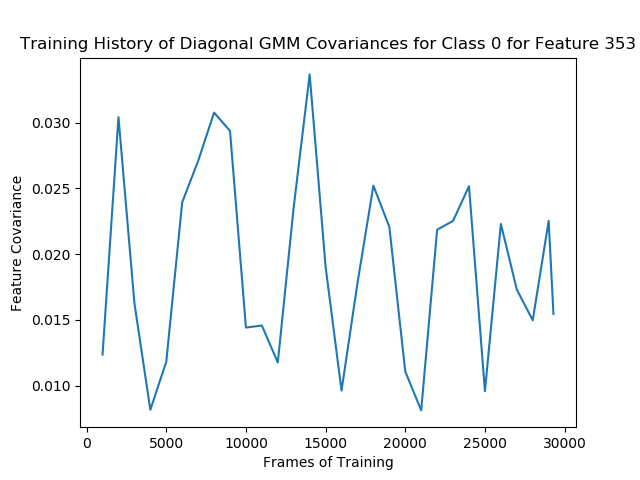 Training History of Diagonal GMM Covariances for Class 0 for Feature 353
0.030
0.025
0.020
0.015
0.010
Feature Covariance
0 5000 10000 15000 20000 25000 30000
Frames of Training